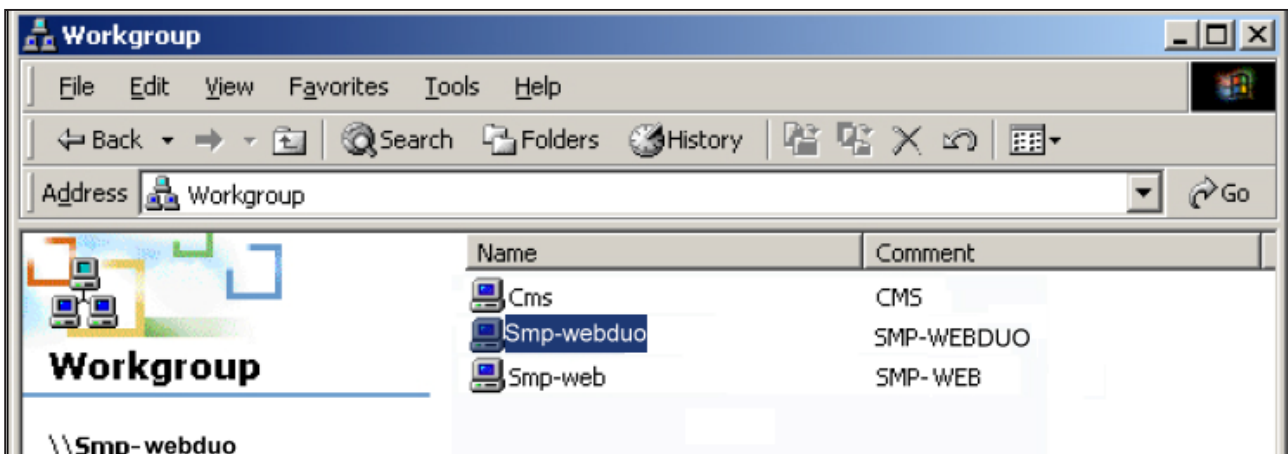 Workgroup
File Edit View Favorites Tools Help
Back Search Folders History
Address Workgroup Go
Name Comment
Cms CMS
Smp-webduo SMP-WEBDUO
Smp-web SMP-WEB
Workgroup
\\Smp-webduo